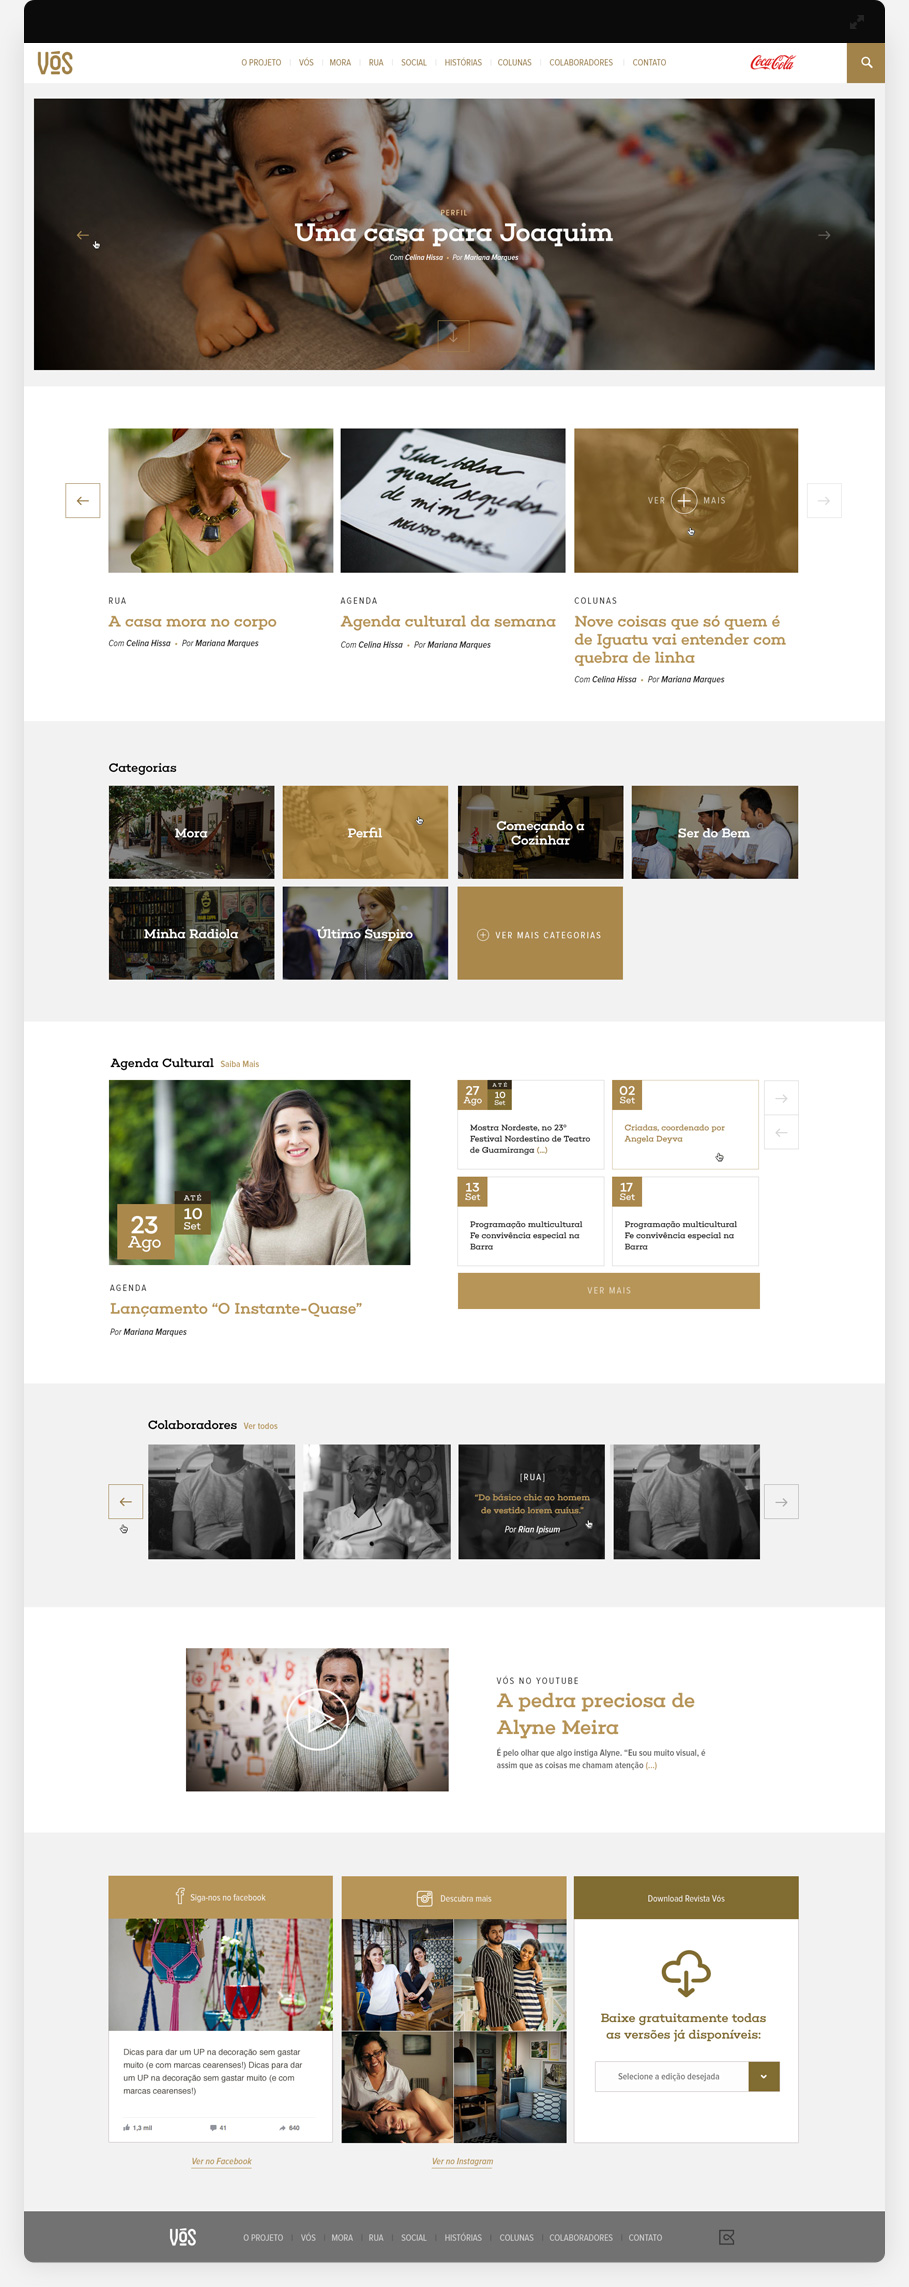 VÓS
O PROJETO
VÓS
MORA
RUA
SOCIAL
HISTÓRIAS
COLUNAS
COLABORADORES
CONTATO
Coca-Cola
PERFIL
Uma casa para Joaquim
Com Celina Hissa • Por Mariana Marques
"Sua bolsa
guarda segredos
de mim"
VER MAIS
RUA
A casa mora no corpo
Com Celina Hissa • Por Mariana Marques
AGENDA
Agenda cultural da semana
Com Celina Hissa • Por Mariana Marques
COLUNAS
Nove coisas que só quem é
de Iguatu vai entender com
quebra de linha
Com Celina Hissa • Por Mariana Marques
Categorias
Mora
Perfil
Começando a
Cozinhar
Ser do Bem
Minha Radiola
Último Suspiro
VER MAIS CATEGORIAS
Agenda Cultural Saiba Mais
23
Ago
ATÉ
10
Set
AGENDA
Lançamento “O Instante-Quase”
Por Mariana Marques
27
Ago
ATÉ
10
Set
Mostra Nordeste, no 23º
Festival Nordestino de Teatro
de Guamiranga (...)
02
Set
Criadas, coordenado por
Angela Deyva
13
Set
Programação multicultural
Fe convivência especial na
Barra
17
Set
Programação multicultural
Fe convivência especial na
Barra
VER MAIS
Colaboradores Ver todos
[RUA]
“Do básico chic ao homem
de vestido lorem auius.”
Por Rian Ipisum
VÓS NO YOUTUBE
A pedra preciosa de
Alyne Meira
É pelo olhar que algo instiga Alyne. “Eu sou muito visual, é
assim que as coisas me chamam atenção (...)
Siga-nos no facebook
Dicas para dar um UP na decoração sem gastar
muito (e com marcas cearenses!) Dicas para dar
um UP na decoração sem gastar muito (e com
marcas cearenses!)
1,3 mil
41
640
Ver no Facebook
Descubra mais
Ver no Instagram
Download Revista Vós
Baixe gratuitamente todas
as versões já disponíveis:
Selecione a edição desejada
VÓS
O PROJETO
VÓS
MORA
RUA
SOCIAL
HISTÓRIAS
COLUNAS
COLABORADORES
CONTATO